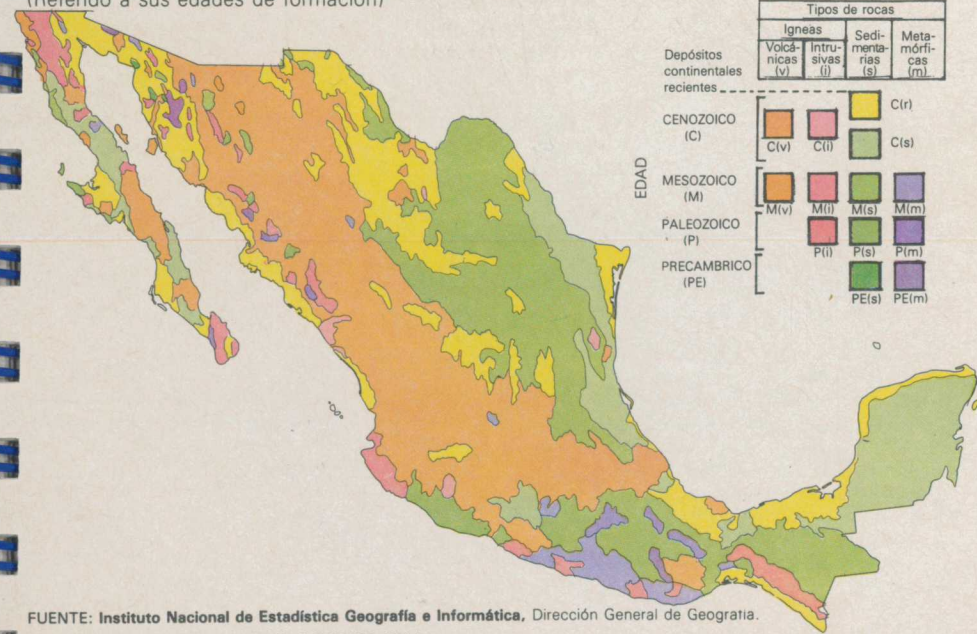 (Referido a sus edades de formación)
Tipos de rocas
Igneas
Volcá-
nicas
(v)
Intru-
sivas
(i)
Sedi-
menta-
rias
(s)
Meta-
mórfi-
cas
(m)
Depósitos
continentales
recientes
C(r)
EDAD
CENOZOICO
(C)
C(v)
C(i)
C(s)
MESOZOICO
(M)
M(v)
M(i)
M(s)
M(m)
PALEOZOICO
(P)
P(i)
P(s)
P(m)
PRECAMBRICO
(PE)
PE(s)
PE(m)
FUENTE: Instituto Nacional de Estadística Geografía e Informática, Dirección General de Geografia.